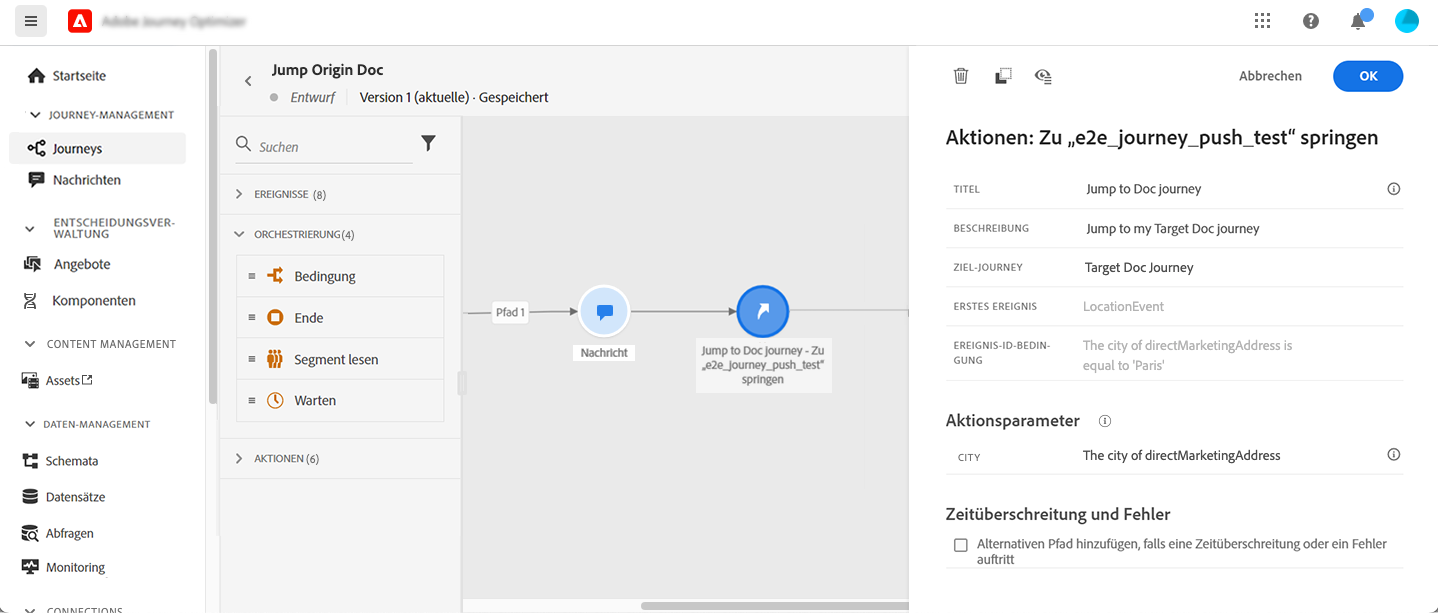 Startseite
JOURNEY-MANAGEMENT
Journeys
Nachrichten
ENTSCHEIDUNGSVER-
WALTUNG
Angebote
Komponenten
CONTENT MANAGEMENT
Assets
DATEN-MANAGEMENT
Schemata
Datensätze
Abfragen
Monitoring
CONNECTIONS
Jump Origin Doc
Entwurf
Version 1 (aktuelle) · Gespeichert
Suchen
EREIGNISSE (8)
ORCHESTRIERUNG(4)
Bedingung
Ende
Segment lesen
Warten
AKTIONEN (6)
Pfad 1
Nachricht
Jump to Doc journey - Zu
„e2e_journey_push_test“
springen
Abbrechen
OK
Aktionen: Zu „e2e_journey_push_test“ springen
TITEL
Jump to Doc journey
BESCHREIBUNG
Jump to my Target Doc journey
ZIEL-JOURNEY
Target Doc Journey
ERSTES EREIGNIS
LocationEvent
EREIGNIS-ID-BEDIN-
GUNG
The city of directMarketingAddress is
equal to 'Paris'
Aktionsparameter
CITY
The city of directMarketingAddress
Zeitüberschreitung und Fehler
Alternativen Pfad hinzufügen, falls eine Zeitüberschreitung oder ein Fehler
auftritt